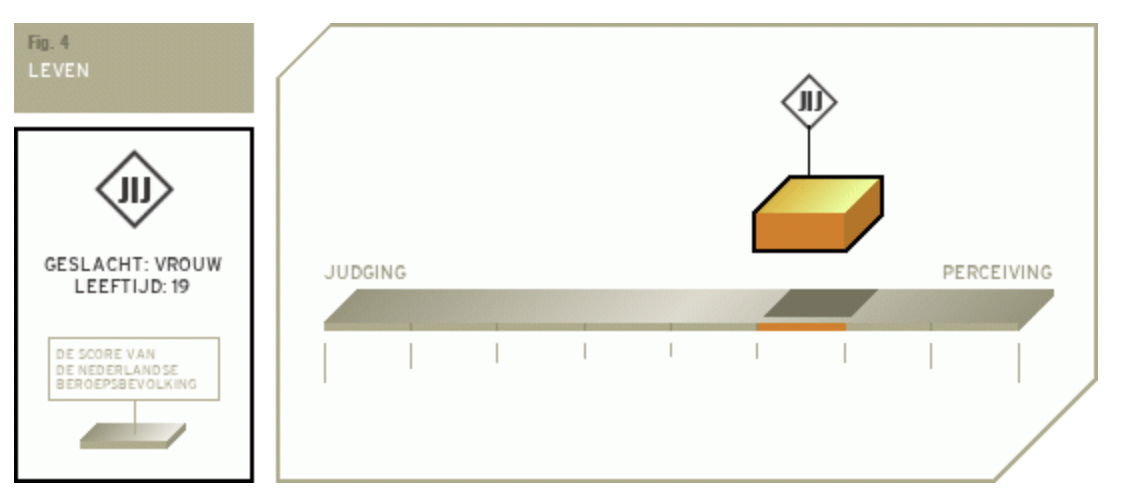 Fig. 4
LEVEN
JIJ
GESLACHT: VROUW
LEEFTIJD: 19
DE SCORE VAN
DE NEDERLANDSE
BEROEPSBEVOLKING
JIJ
JUDGING
PERCEIVING